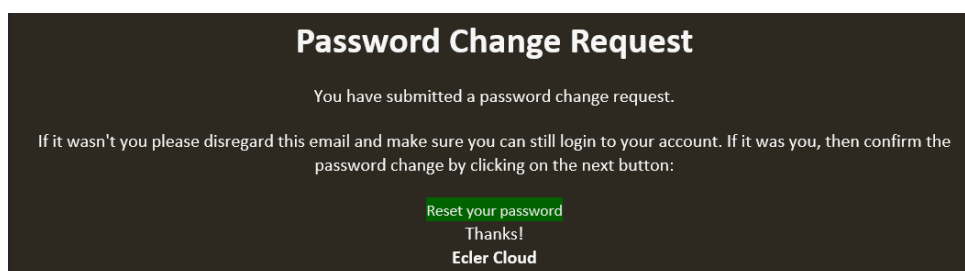 Password Change Request
You have submitted a password change request.
If it wasn't you please disregard this email and make sure you can still login to your account. If it was you, then confirm the
password change by clicking on the next button:
Reset your password
Thanks!
Ecler Cloud